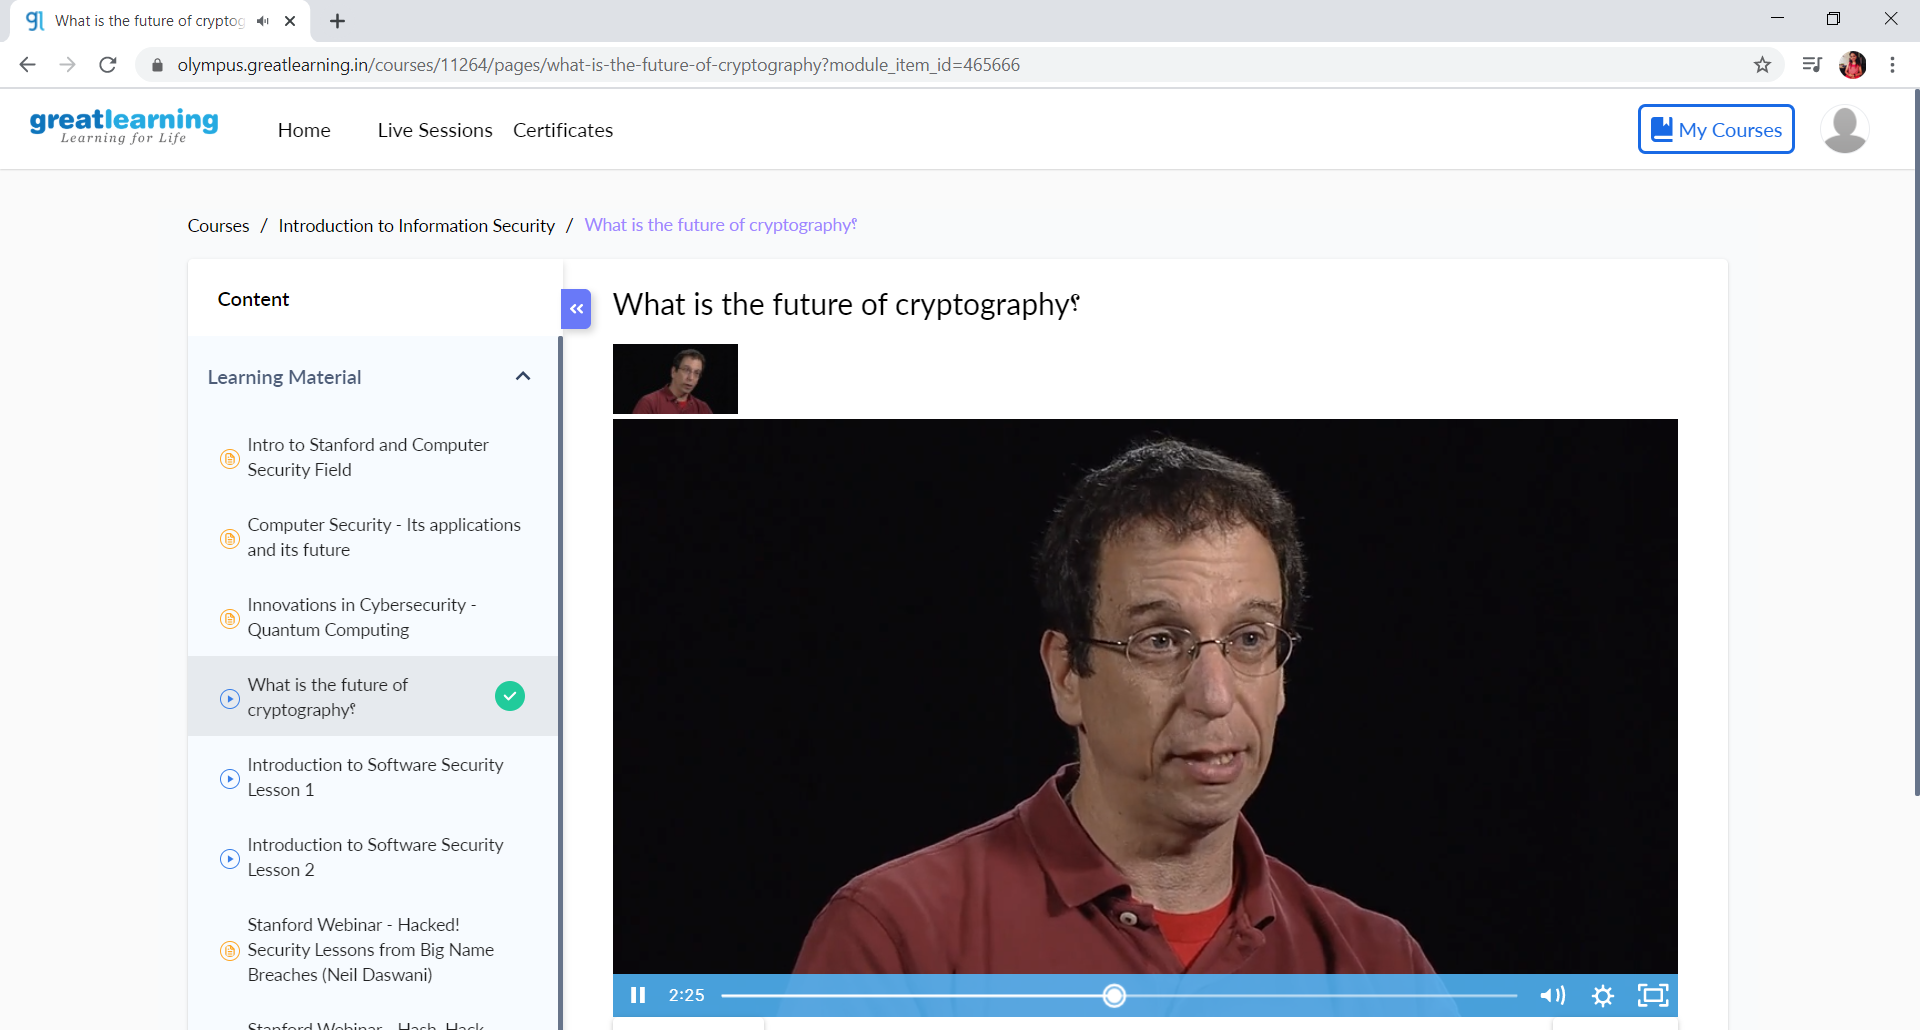 What is the future of cryptog
olympus.greatlearning.in/courses/11264/pages/what-is-the-future-of-cryptography?module_item_id=465666
greatlearning
Learning for Life
Home
Live Sessions
Certificates
My Courses
Courses / Introduction to Information Security / What is the future of cryptography؟
Content
Learning Material
Intro to Stanford and Computer
Security Field
Computer Security - Its applications
and its future
Innovations in Cybersecurity -
Quantum Computing
What is the future of
cryptography؟
Introduction to Software Security
Lesson 1
Introduction to Software Security
Lesson 2
Stanford Webinar - Hacked!
Security Lessons from Big Name
Breaches (Neil Daswani)
Stanford Webinar - Hash, Hack,
What is the future of cryptography؟
2:25